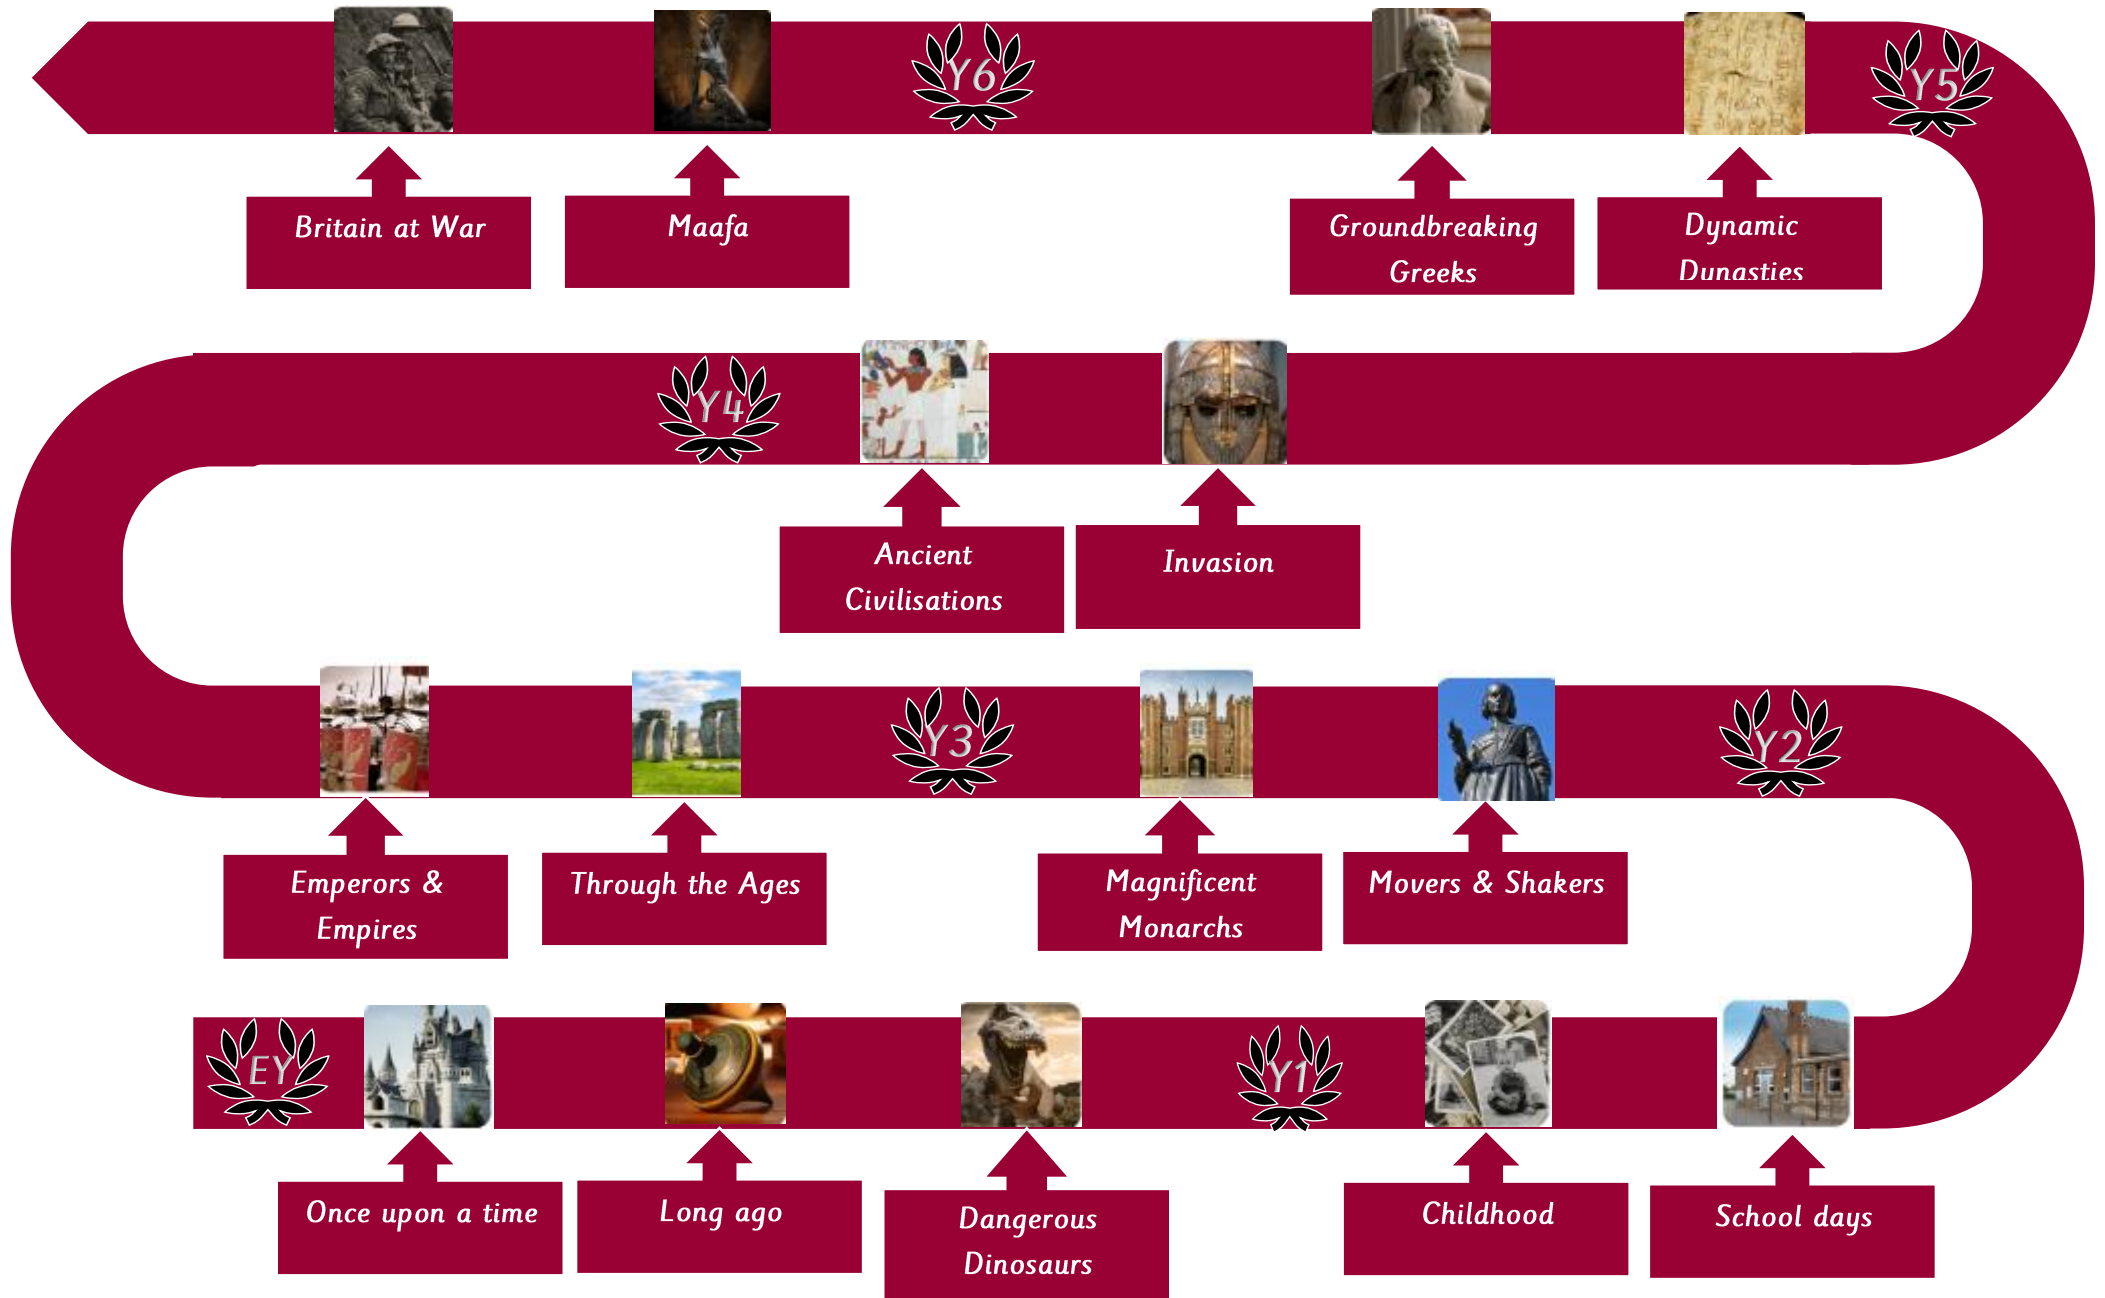 Y6
Y5
Britain at War
Maafa
Groundbreaking
Greeks
Dynamic
Dunasties
Y4
Ancient
Civilisations
Invasion
Y3
Y2
Emperors &
Empires
Through the Ages
Magnificent
Monarchs
Movers & Shakers
EY
Y1
Once upon a time
Long ago
Dangerous
Dinosaurs
Childhood
School days